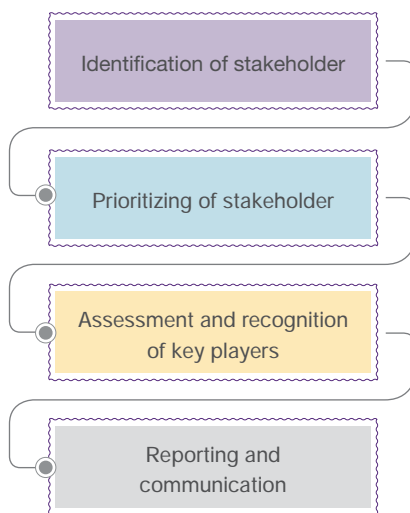 Identification of stakeholder
Prioritizing of stakeholder
Assessment and recognition
of key players
Reporting and
communication